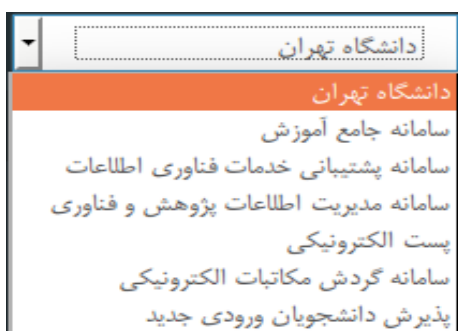 دانشگاه تهران
دانشگاه تهران
سامانه جامع آموزش
سامانه پشتیبانی خدمات فناوری اطلاعات
سامانه مدیریت اطلاعات پژوهش و فناوری
پست الکترونیکی
سامانه گردش مکاتبات الکترونیکی
پذیرش دانشجویان ورودی جدید